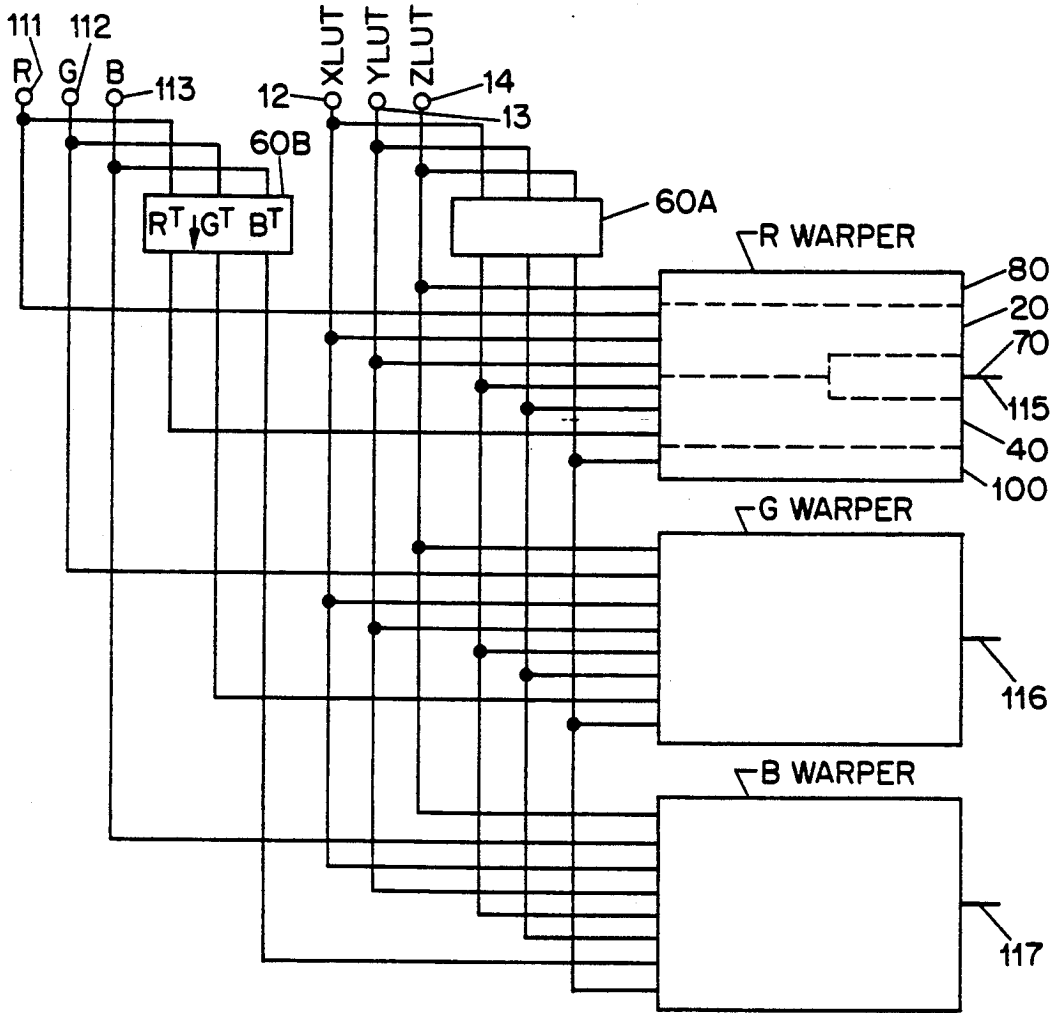 111
112
R
G
B
113
XLUT
YLUT
ZLUT
12
14
13
60B
R^T G^T B^T
60A
R WARPER
80
20
70
115
40
100
G WARPER
116
B WARPER
117